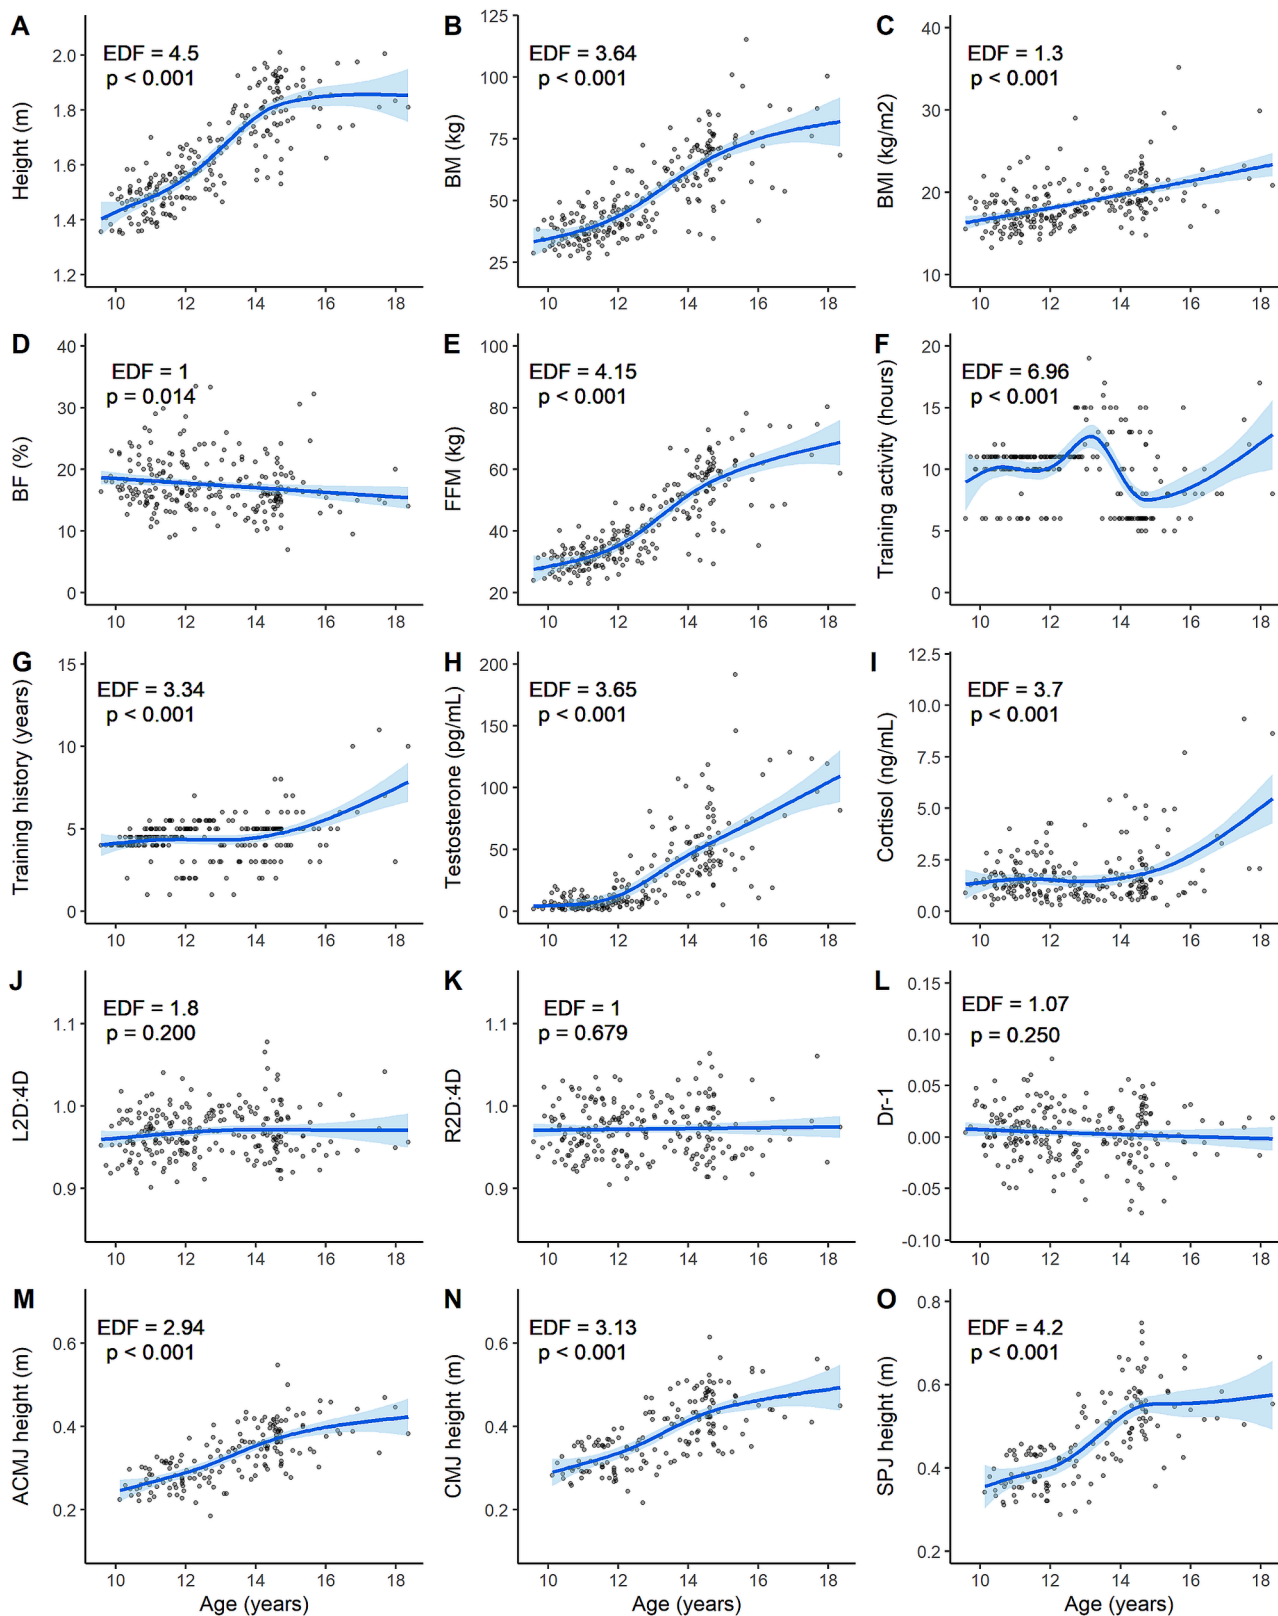 A
EDF = 4.5
p < 0.001
Height (m)
2.0
1.8
1.6
1.4
1.2
10 12 14 16 18
B
EDF = 3.64
p < 0.001
BM (kg)
125
100
75
50
25
10 12 14 16 18
C
EDF = 1.3
p < 0.001
BMI (kg/m2)
40
30
20
10
10 12 14 16 18
D
EDF = 1
p = 0.014
BF (%)
40
30
20
10
0
10 12 14 16 18
E
EDF = 4.15
p < 0.001
FFM (kg)
100
80
60
40
20
10 12 14 16 18
F
EDF = 6.96
p < 0.001
Training activity (hours)
20
15
10
5
0
10 12 14 16 18
G
EDF = 3.34
p < 0.001
Training history (years)
15
10
5
0
10 12 14 16 18
H
EDF = 3.65
p < 0.001
Testosterone (pg/mL)
200
150
100
50
0
10 12 14 16 18
I
EDF = 3.7
p < 0.001
Cortisol (ng/mL)
12.5
10.0
7.5
5.0
2.5
0.0
10 12 14 16 18
J
EDF = 1.8
p = 0.200
L2D:4D
1.1
1.0
0.9
10 12 14 16 18
K
EDF = 1
p = 0.679
R2D:4D
1.1
1.0
0.9
10 12 14 16 18
L
EDF = 1.07
p = 0.250
Dr-1
0.15
0.10
0.05
0.00
-0.05
-0.10
10 12 14 16 18
M
EDF = 2.94
p < 0.001
ACMJ height (m)
0.6
0.4
0.2
10 12 14 16 18
Age (years)
N
EDF = 3.13
p < 0.001
CMJ height (m)
0.6
0.4
0.2
10 12 14 16 18
Age (years)
O
EDF = 4.2
p < 0.001
SPJ height (m)
0.8
0.6
0.4
0.2
10 12 14 16 18
Age (years)